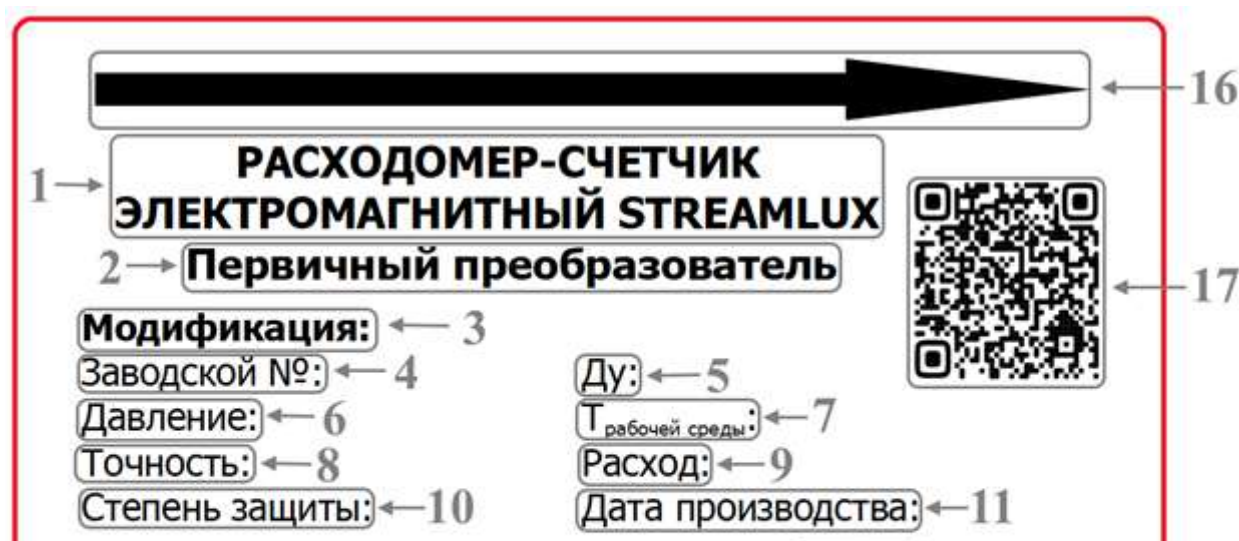 16
РАСХОДОМЕР-СЧЕТЧИК
1 ЭЛЕКТРОМАГНИТНЫЙ STREAMLUX
2 Первичный преобразователь
17
Модификация: 3
Заводской №: 4 Ду: 5
Давление: 6 Т рабочей среды: 7
Точность: 8 Расход: 9
Степень защиты: 10 Дата производства: 11